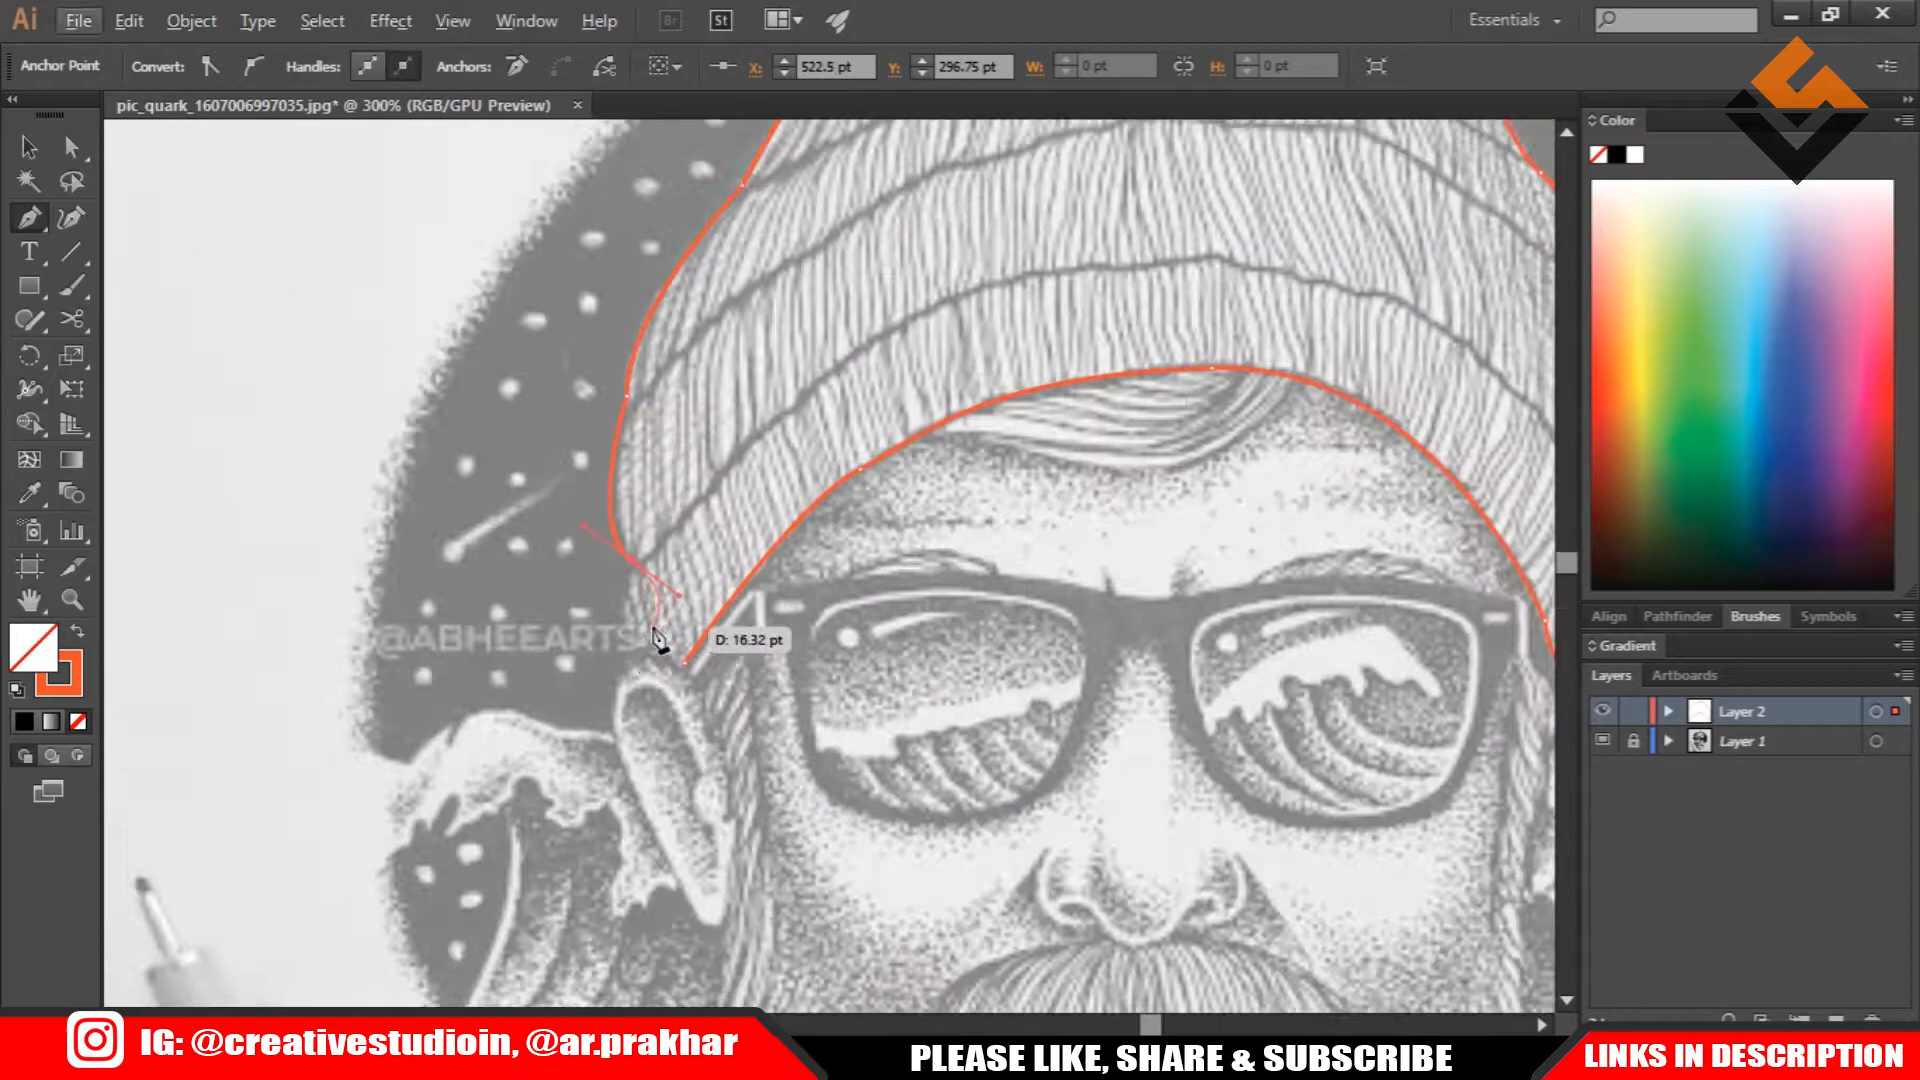 Ai File Edit Object Type Select Effect View Window Help Br St Essentials
Anchor Point Convert: Handles: Anchors: X: 522.5 pt Y: 296.75 pt W: 0 pt H: 0 pt
pic_quark_1607006997035.jpg* @ 300% (RGB/GPU Preview)
Color
@ABHEEARTS
D: 16.32 pt
Align Pathfinder Brushes Symbols
Gradient
Layers Artboards
Layer 2
Layer 1
IG: @creativestudioin, @ar.prakhar
PLEASE LIKE, SHARE & SUBSCRIBE
LINKS IN DESCRIPTION